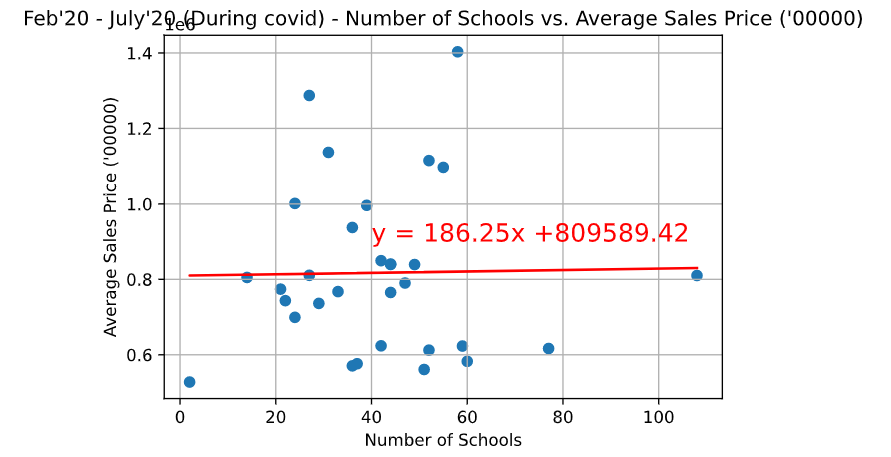 Feb'20 - July'20 (During covid) - Number of Schools vs. Average Sales Price ('00000)
1e6
1.4
1.2
1.0
0.8
0.6
Average Sales Price ('00000)
y = 186.25x +809589.42
0 20 40 60 80 100
Number of Schools